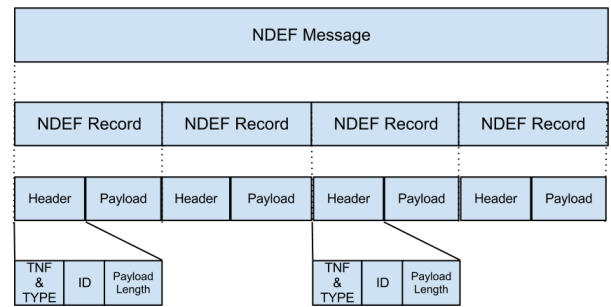 NDEF Message
NDEF Record NDEF Record NDEF Record NDEF Record
Header Payload Header Payload Header Payload Header Payload
TNF
&
TYPE
ID
Payload
Length
TNF
&
TYPE
ID
Payload
Length